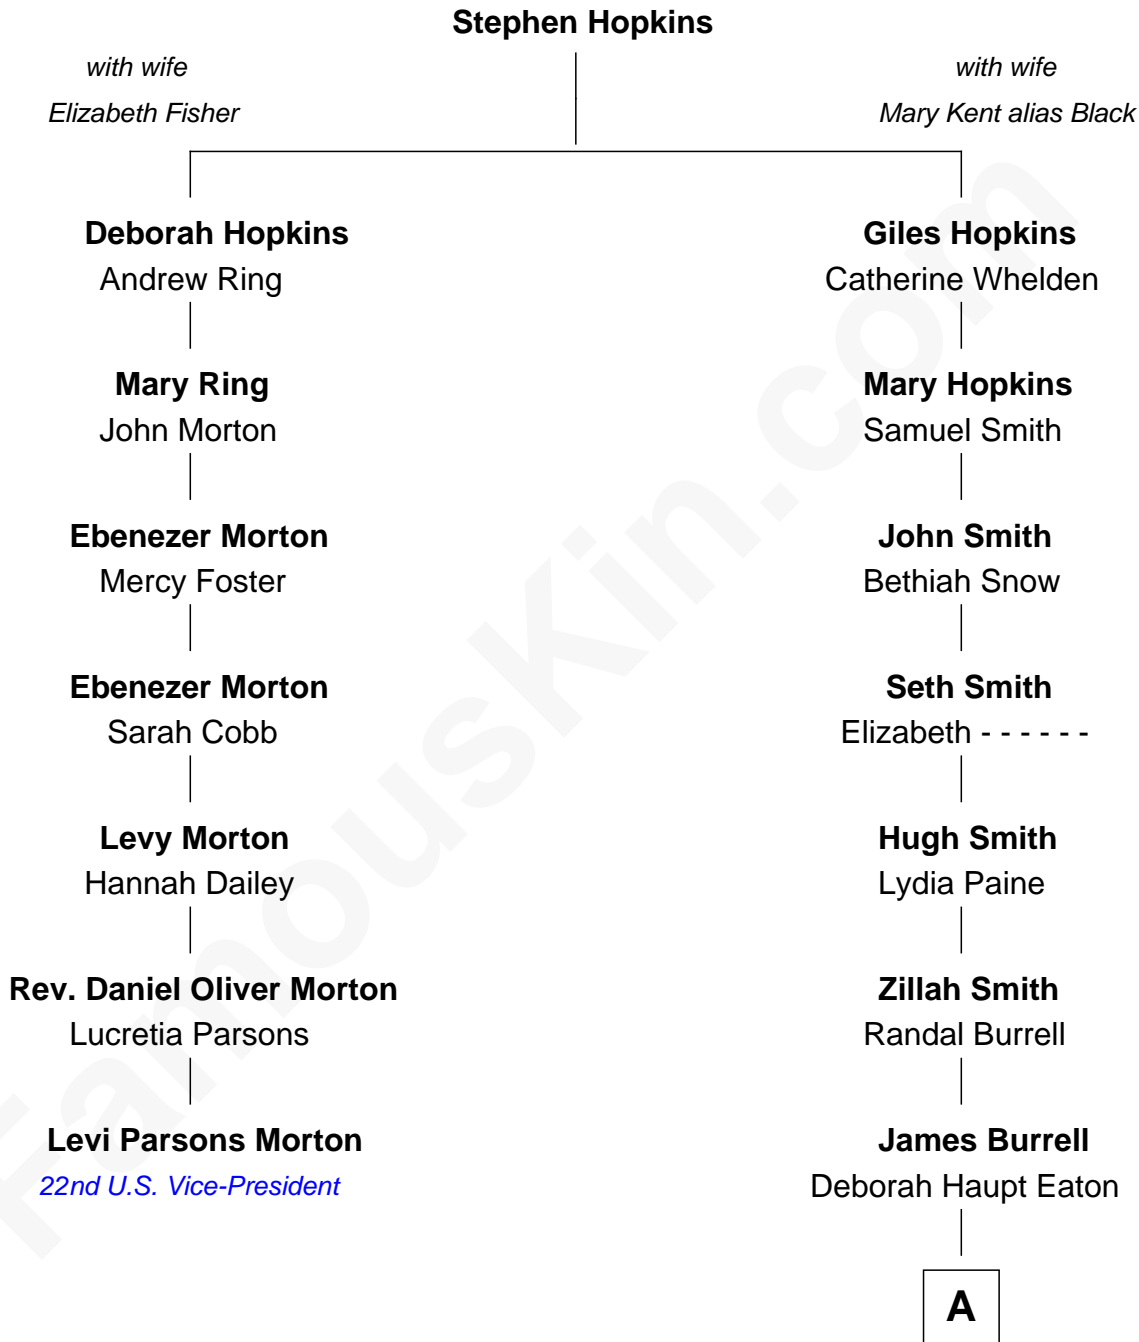 Stephen Hopkins
with wife
Elizabeth Fisher
with wife
Mary Kent alias Black
Deborah Hopkins
Andrew Ring
Giles Hopkins
Catherine Whelden
Mary Ring
John Morton
Mary Hopkins
Samuel Smith
Ebenezer Morton
Mercy Foster
John Smith
Bethiah Snow
Ebenezer Morton
Sarah Cobb
Seth Smith
Elizabeth - - - - - -
Levy Morton
Hannah Dailey
Hugh Smith
Lydia Paine
Rev. Daniel Oliver Morton
Lucretia Parsons
Zillah Smith
Randal Burrell
Levi Parsons Morton
22nd U.S. Vice-President
James Burrell
Deborah Haupt Eaton
A
FamousKin.com